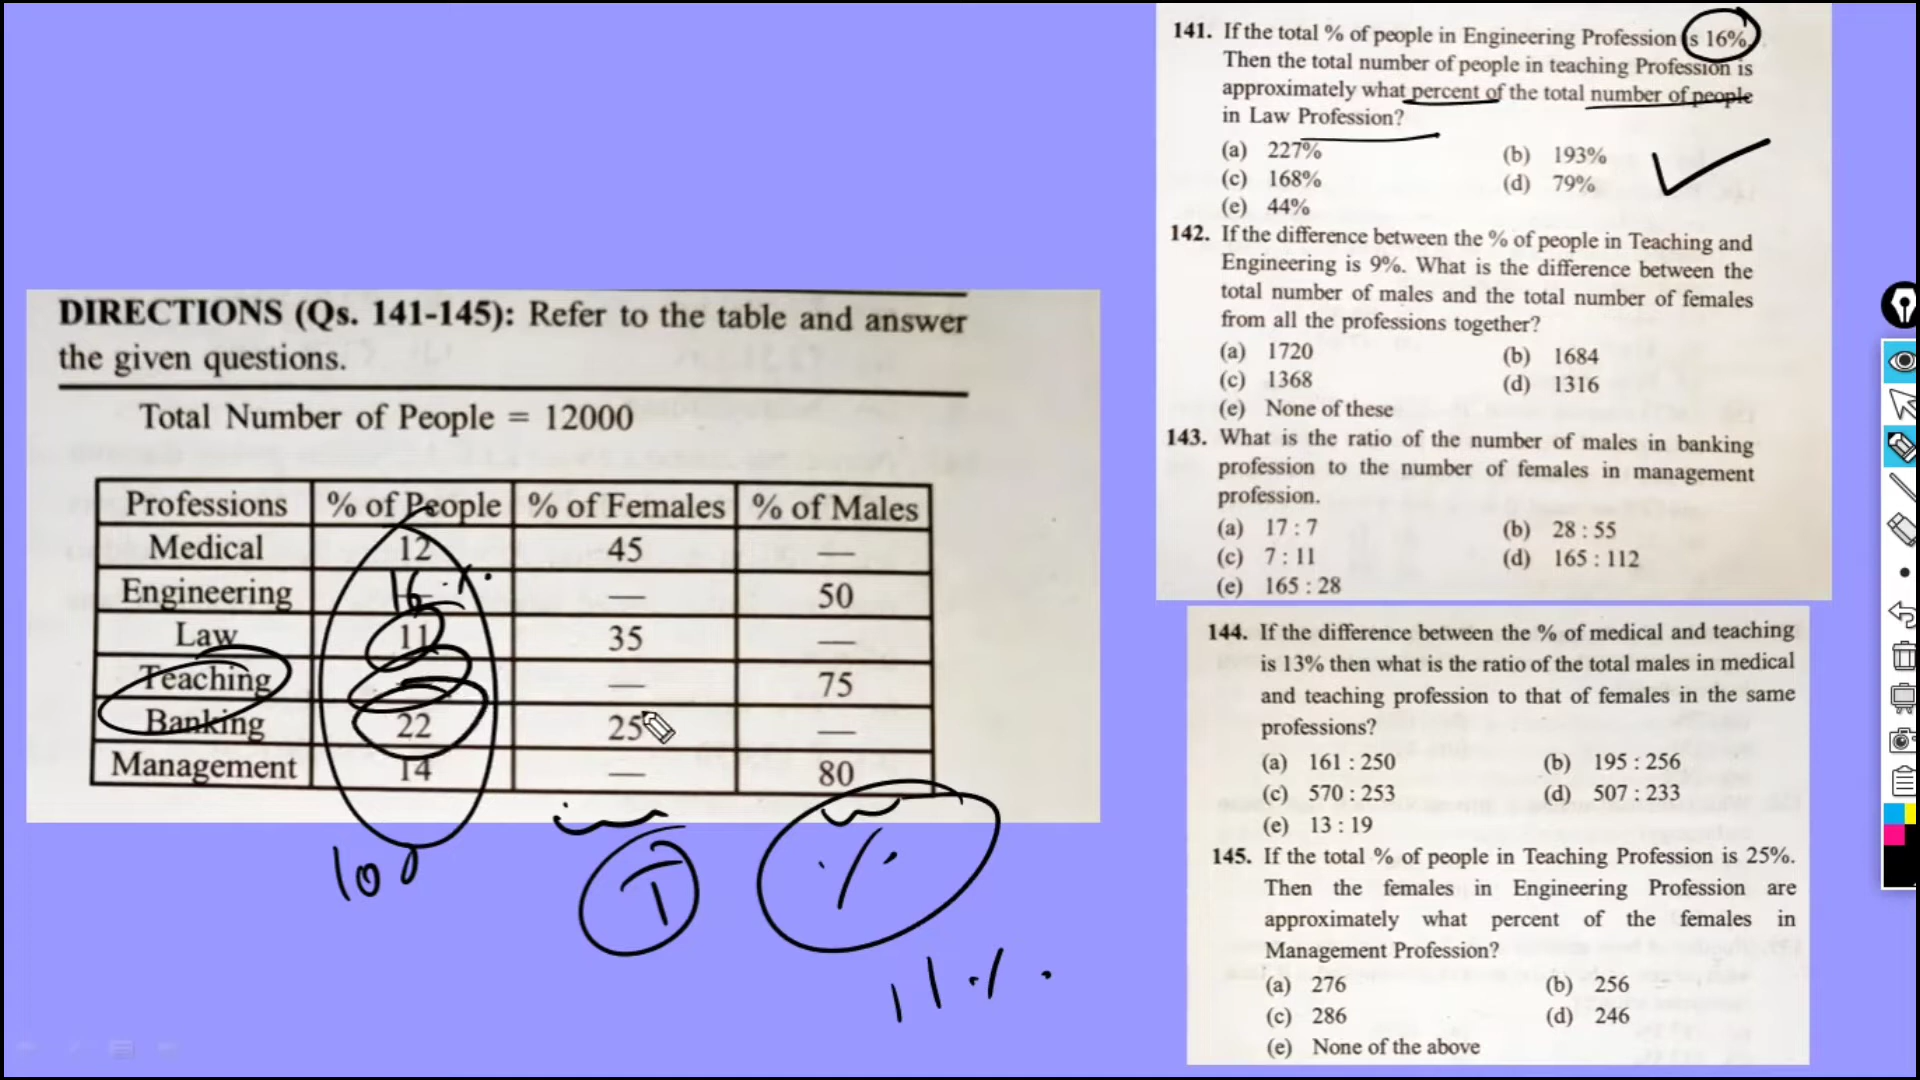 DIRECTIONS (Qs. 141-145): Refer to the table and answer
the given questions.
Total Number of People = 12000
Professions % of People % of Females % of Males
Medical 12 45 —
Engineering 16% — 50
Law 11 35 —
Teaching — — 75
Banking 22 25 —
Management 14 — 80
100
T
%
11%
141. If the total % of people in Engineering Profession is 16%.
Then the total number of people in teaching Profession is
approximately what percent of the total number of people
in Law Profession?
(a) 227% (b) 193%
(c) 168% (d) 79%
(e) 44%
142. If the difference between the % of people in Teaching and
Engineering is 9%. What is the difference between the
total number of males and the total number of females
from all the professions together?
(a) 1720 (b) 1684
(c) 1368 (d) 1316
(e) None of these
143. What is the ratio of the number of males in banking
profession to the number of females in management
profession.
(a) 17 : 7 (b) 28 : 55
(c) 7 : 11 (d) 165 : 112
(e) 165 : 28
144. If the difference between the % of medical and teaching
is 13% then what is the ratio of the total males in medical
and teaching profession to that of females in the same
professions?
(a) 161 : 250 (b) 195 : 256
(c) 570 : 253 (d) 507 : 233
(e) 13 : 19
145. If the total % of people in Teaching Profession is 25%.
Then the females in Engineering Profession are
approximately what percent of the females in
Management Profession?
(a) 276 (b) 256
(c) 286 (d) 246
(e) None of the above